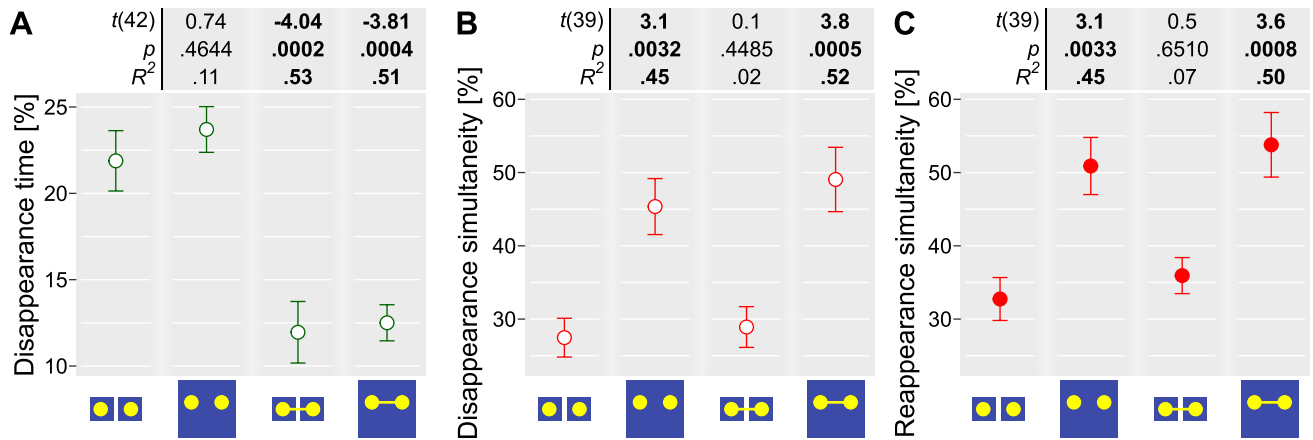 A
t(42) 0.74 -4.04 -3.81
p .4644 .0002 .0004
R² .11 .53 .51
Disappearance time [%]
25
20
15
10
B
t(39) 3.1 0.1 3.8
p .0032 .4485 .0005
R² .45 .02 .52
Disappearance simultaneity [%]
60
50
40
30
C
t(39) 3.1 0.5 3.6
p .0033 .6510 .0008
R² .45 .07 .50
Reappearance simultaneity [%]
60
50
40
30